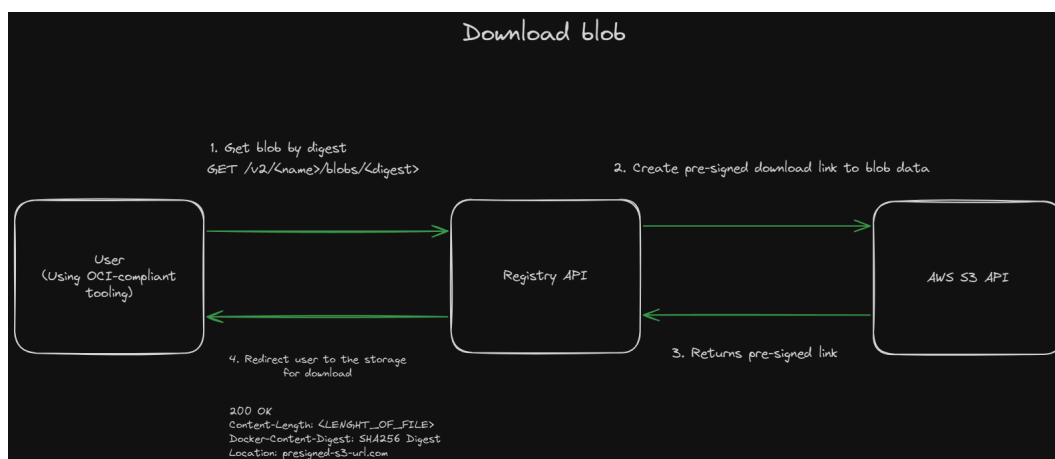 Download blob
1. Get blob by digest
GET /v2/<name>/blobs/<digest>
2. Create pre-signed download link to blob data
User
(Using OCI-compliant
tooling)
Registry API
AWS S3 API
3. Returns pre-signed link
4. Redirect user to the storage
for download
200 OK
Content-Length: <LENGHT_OF_FILE>
Docker-Content-Digest: SHA256 Digest
Location: presigned-s3-url.com